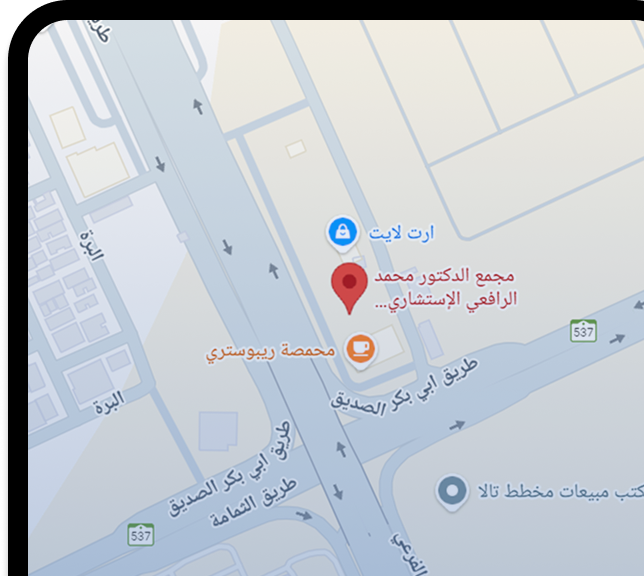 طريق
ارت لايت
مجمع الدكتور محمد
الرافعي الإستشاري...
محمصة ريبوستري
البرة
البرة
537
طريق ابي بكر الصديق
طريق ابي بكر الصديق
طريق الثمامة
كتب مبيعات مخطط تالا
537
الفرعي